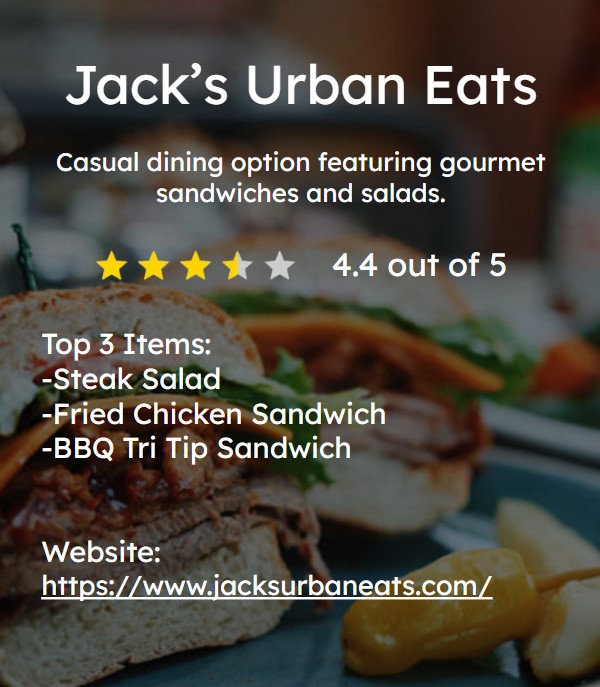 Jack’s Urban Eats
Casual dining option featuring gourmet
sandwiches and salads.
4.4 out of 5
Top 3 Items:
-Steak Salad
-Fried Chicken Sandwich
-BBQ Tri Tip Sandwich
Website:
https://www.jacksurbaneats.com/